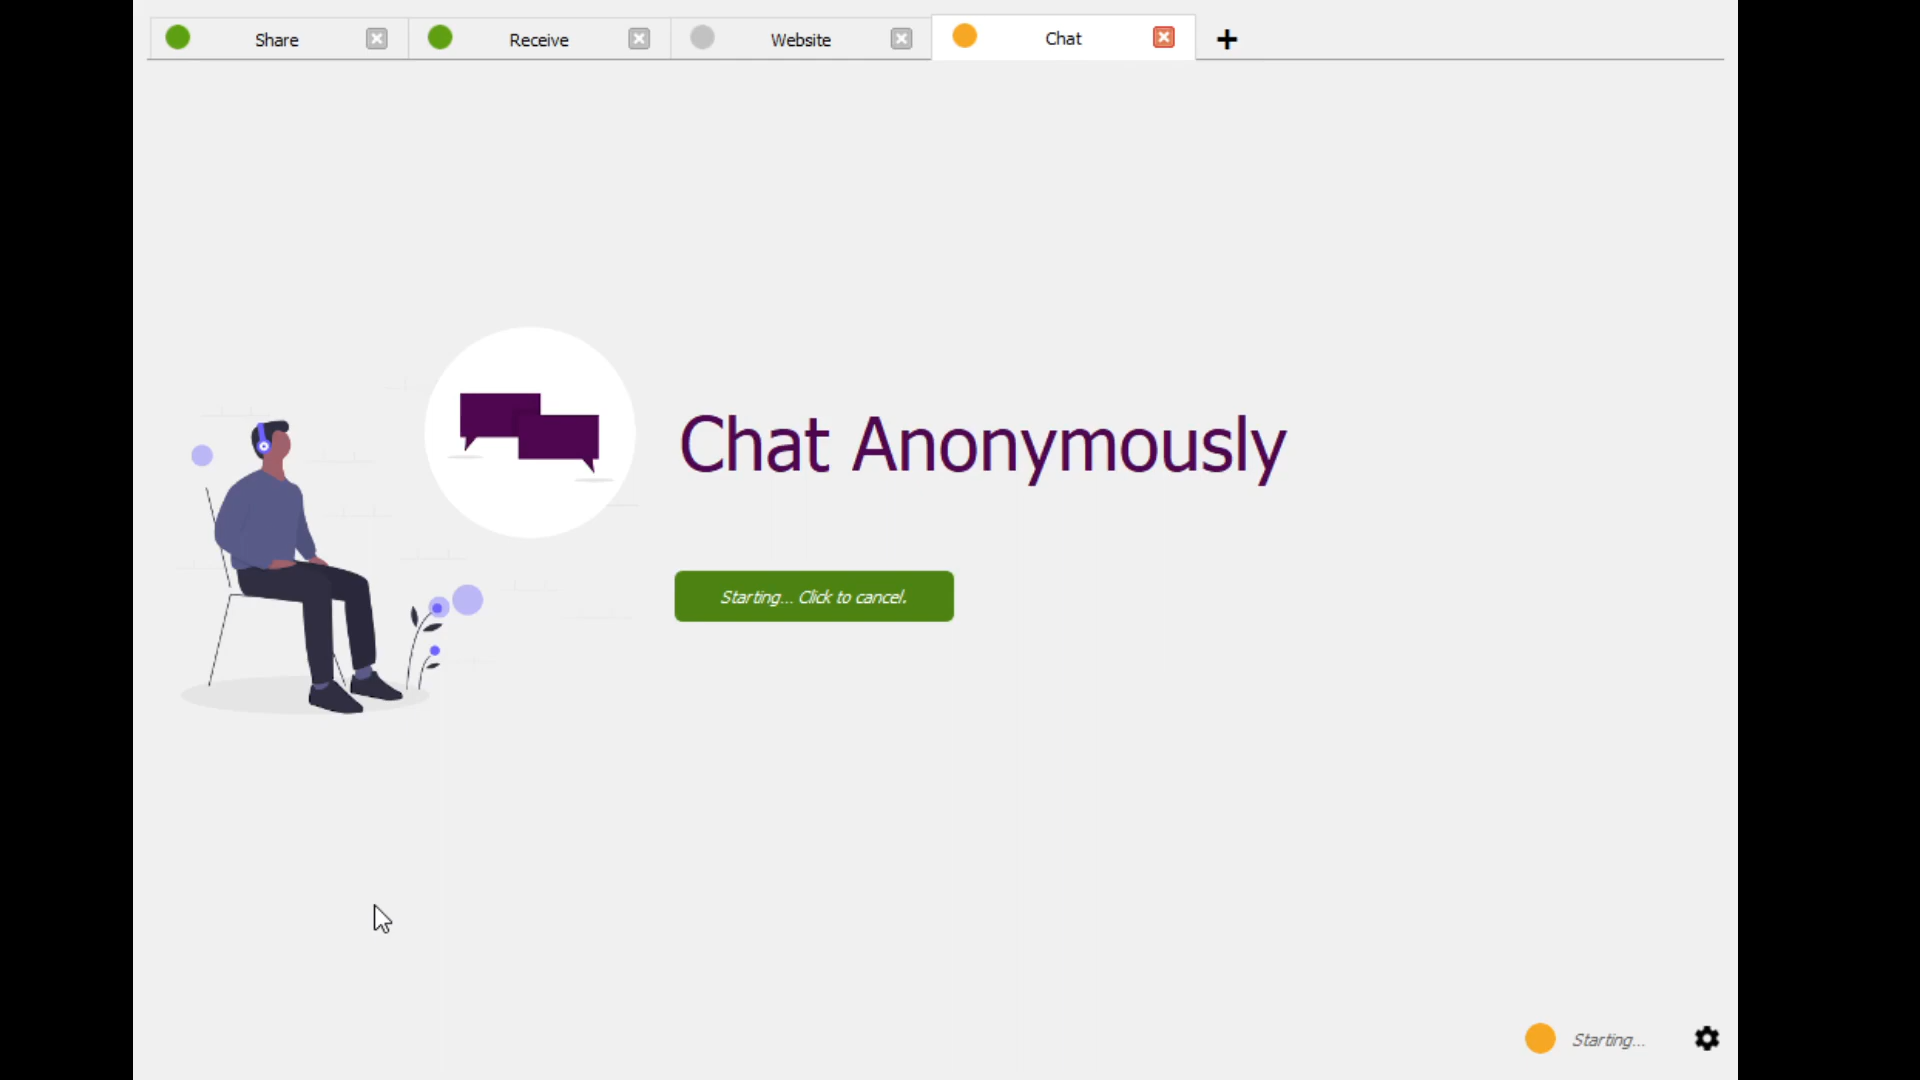 Share
Receive
Website
Chat
Chat Anonymously
Starting... Click to cancel.
Starting...